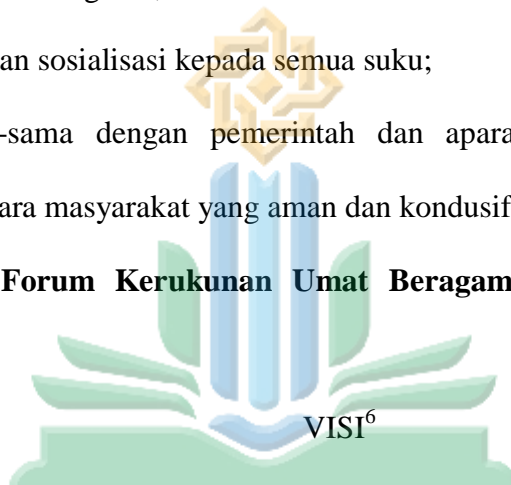 an sosialisasi kepada semua suku;
-sama dengan pemerintah dan apara
ara masyarakat yang aman dan kondusif
Forum Kerukunan Umat Beragam
VISI⁶